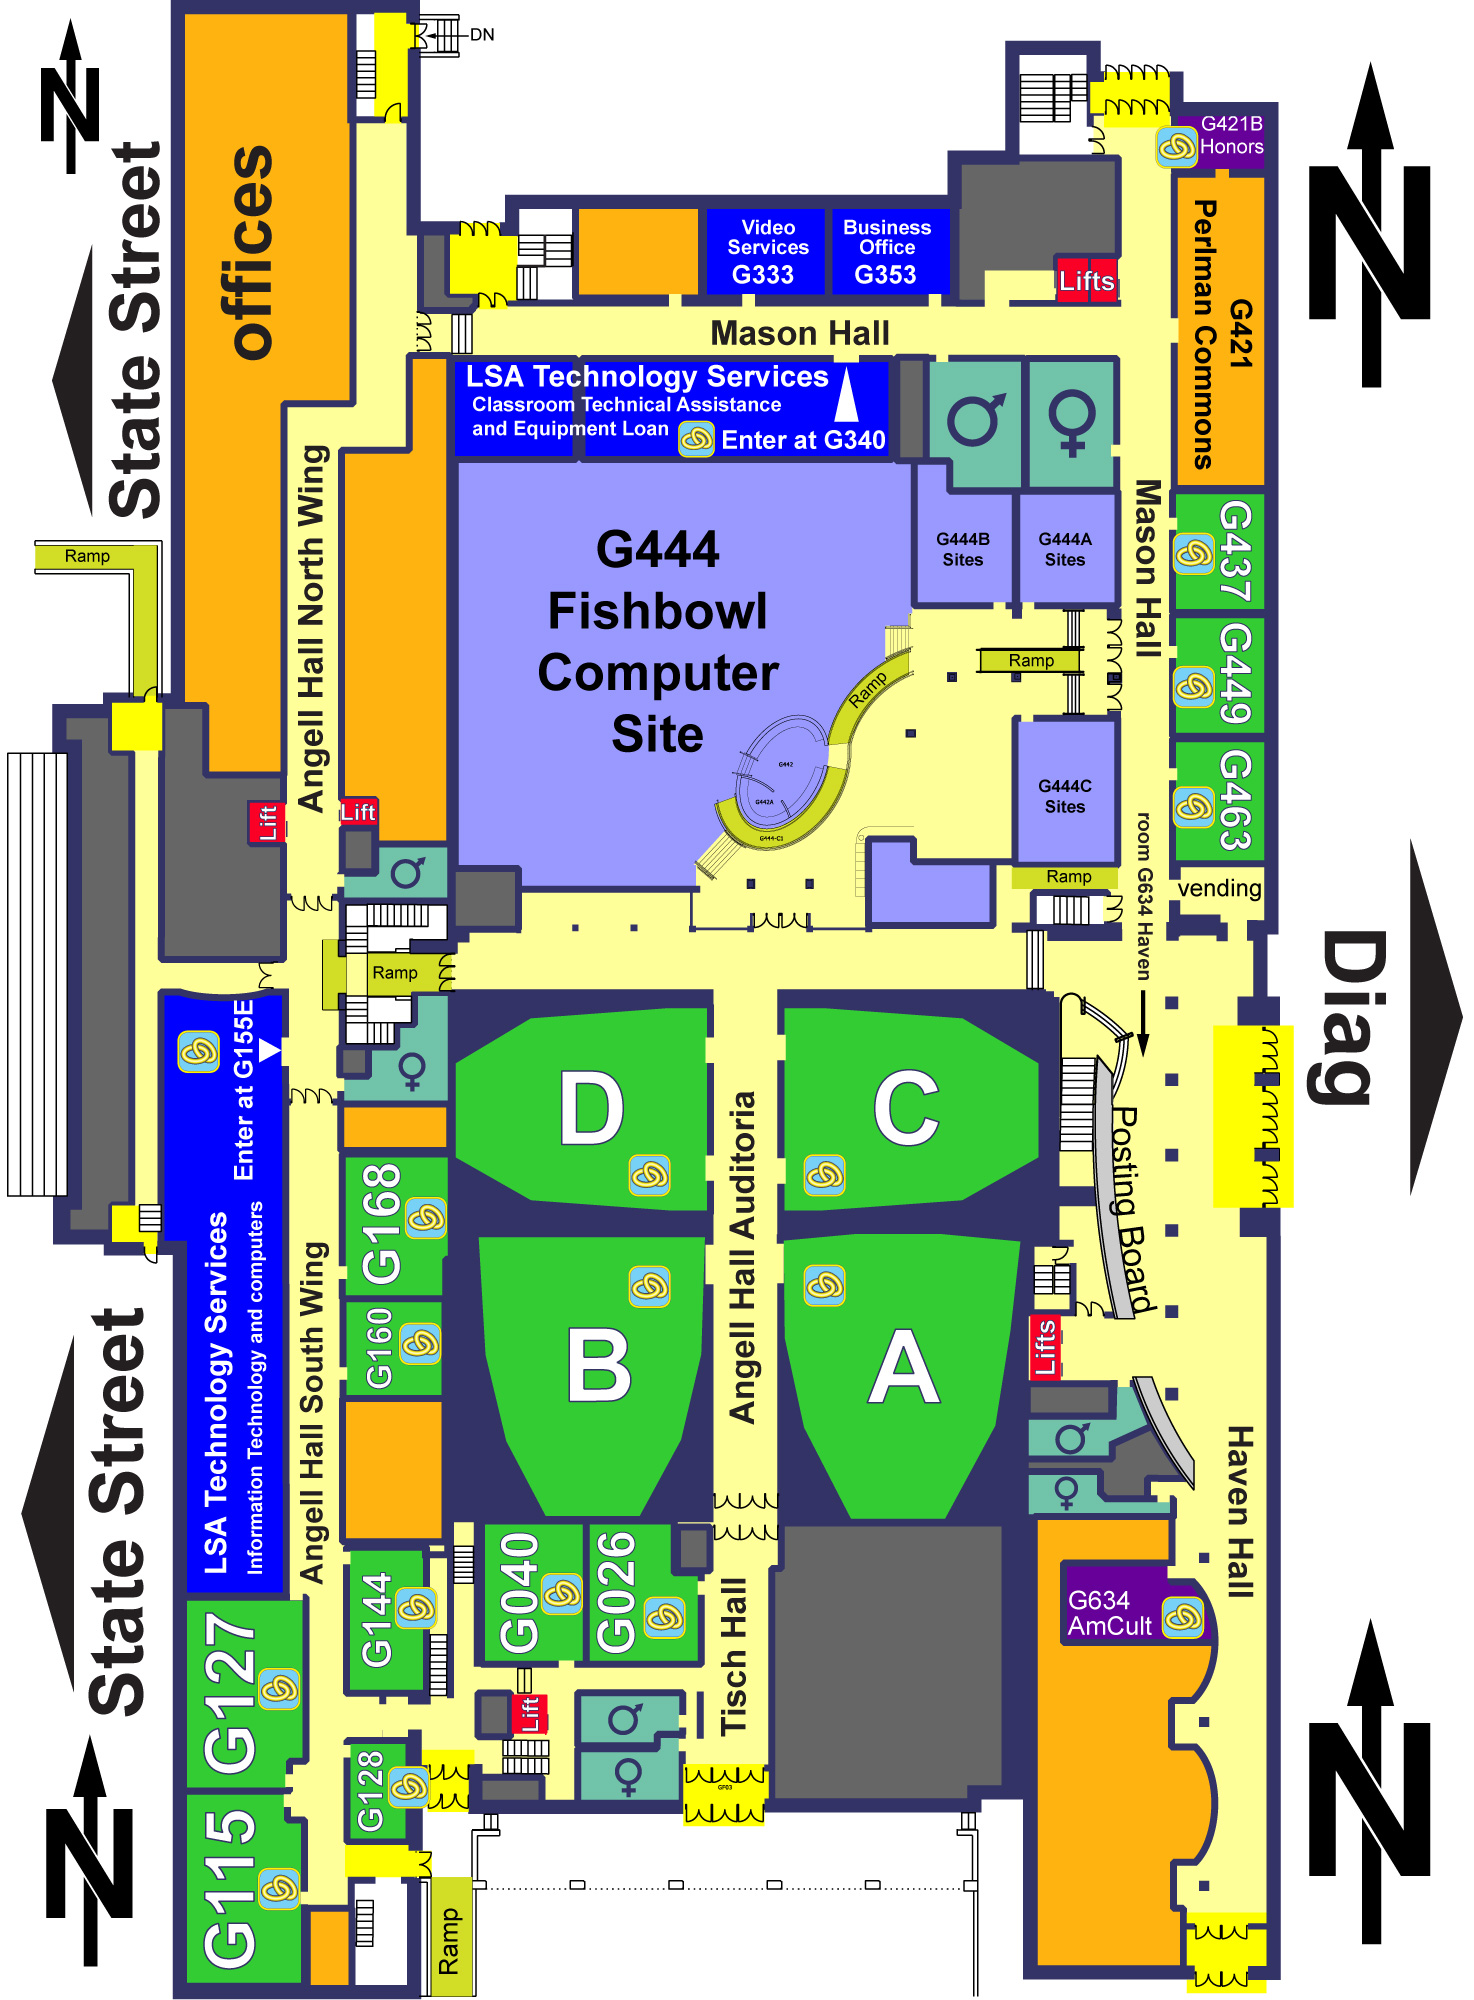 DN
N
N
G421B
Honors
State Street
offices
Video
Services
G333
Business
Office
G353
Lifts
Perlman Commons
G421
Mason Hall
LSA Technology Services
Classroom Technical Assistance
and Equipment Loan
Enter at G340
Angell Hall North Wing
Mason Hall
G437
G444
Fishbowl
Computer
Site
G444B
Sites
G444A
Sites
Ramp
Ramp
Ramp
G449
G442
G442A
G444-C1
G444C
Sites
G463
Lift
Lift
Ramp
vending
room G634 Haven
Ramp
Diag
Enter at G155E
LSA Technology Services
Information Technology and computers
D
C
Angell Hall Auditoria
Posting Board
G168
G160
B
A
Lifts
Angell Hall South Wing
State Street
Haven Hall
G144
G040
G026
Tisch Hall
G634
AmCult
G127
Lift
G128
GF03
G115
Ramp
N
N